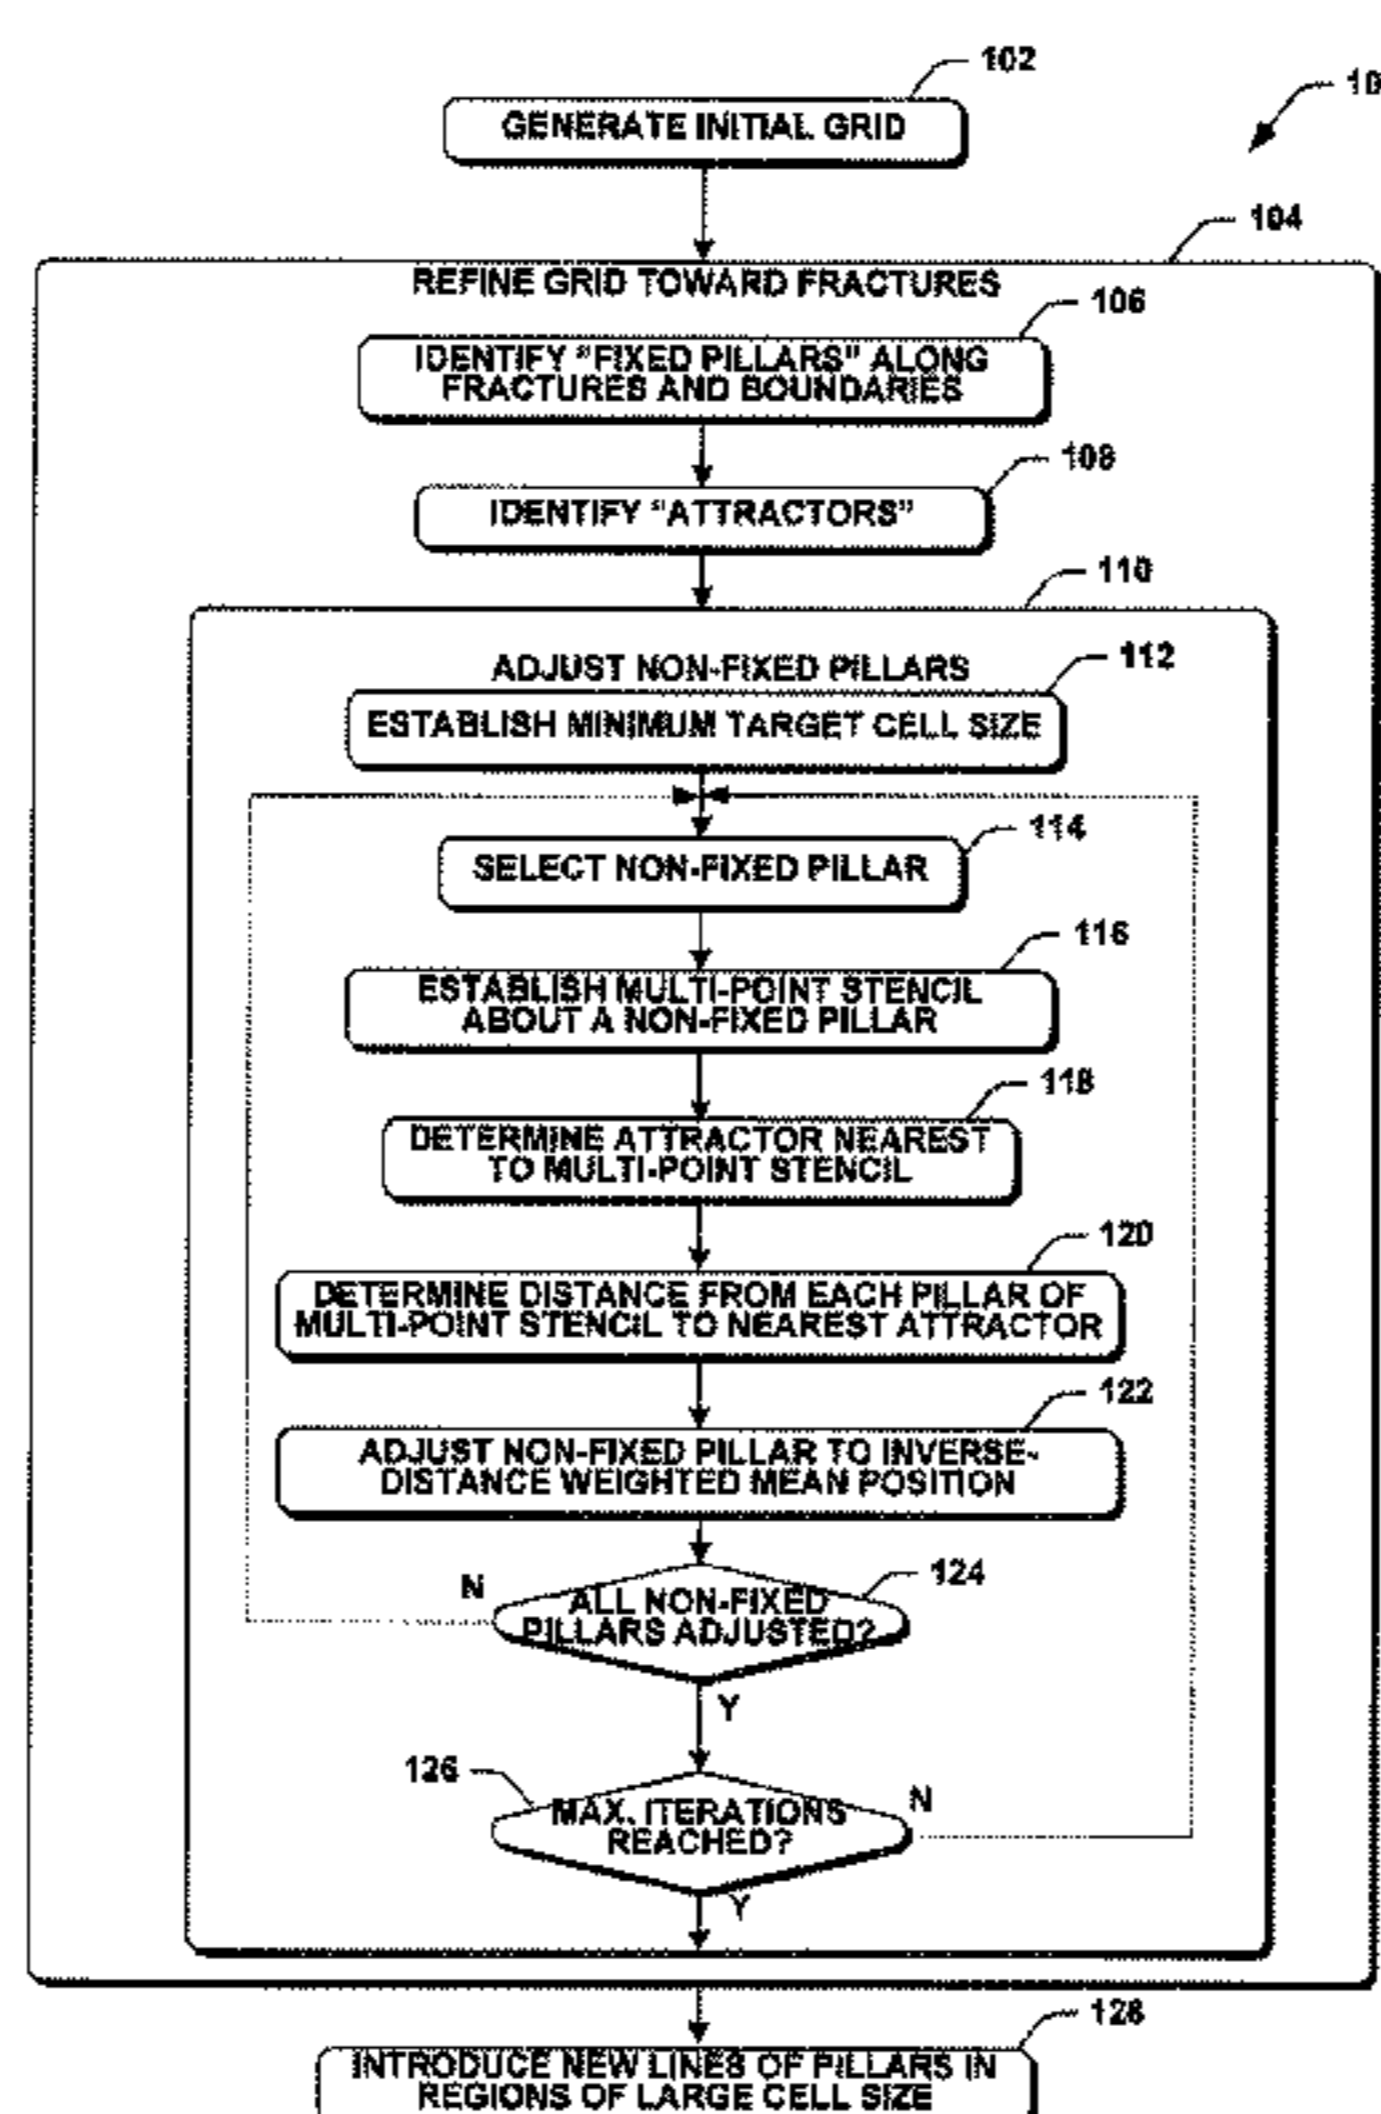 102
GENERATE INITIAL GRID
104
REFINE GRID TOWARD FRACTURES
106
IDENTIFY "FIXED PILLARS" ALONG
FRACTURES AND BOUNDARIES
108
IDENTIFY "ATTRACTORS"
110
ADJUST NON-FIXED PILLARS
112
ESTABLISH MINIMUM TARGET CELL SIZE
114
SELECT NON-FIXED PILLAR
116
ESTABLISH MULTI-POINT STENCIL
ABOUT A NON-FIXED PILLAR
118
DETERMINE ATTRACTOR NEAREST
TO MULTI-POINT STENCIL
120
DETERMINE DISTANCE FROM EACH PILLAR OF
MULTI-POINT STENCIL TO NEAREST ATTRACTOR
122
ADJUST NON-FIXED PILLAR TO INVERSE-
DISTANCE WEIGHTED MEAN POSITION
124
N
ALL NON-FIXED
PILLARS ADJUSTED?
Y
126
N
MAX. ITERATIONS
REACHED?
Y
128
INTRODUCE NEW LINES OF PILLARS IN
REGIONS OF LARGE CELL SIZE